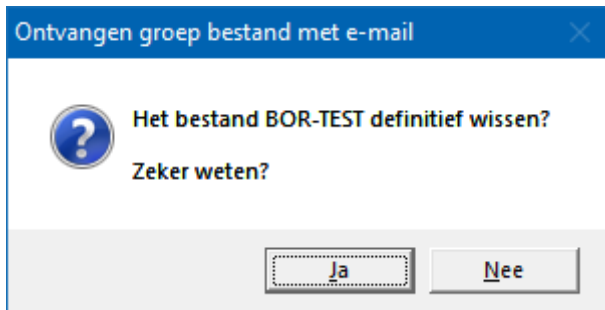 Ontvangen groep bestand met e-mail
Het bestand BOR-TEST definitief wissen?
Zeker weten?
Ja
Nee